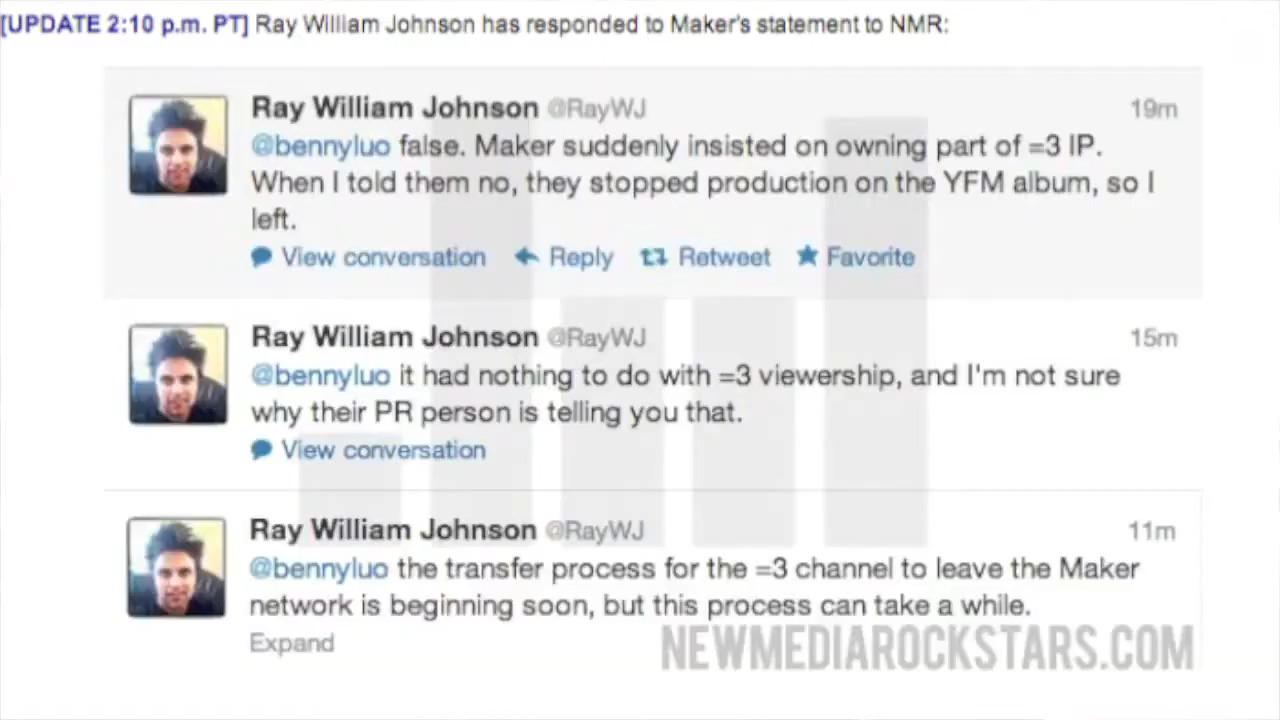 [UPDATE 2:10 p.m. PT] Ray William Johnson has responded to Maker's statement to NMR:
Ray William Johnson @RayWJ 19m
@bennyluo false. Maker suddenly insisted on owning part of =3 IP.
When I told them no, they stopped production on the YFM album, so I
left.
View conversation Reply Retweet Favorite
Ray William Johnson @RayWJ 15m
@bennyluo it had nothing to do with =3 viewership, and I'm not sure
why their PR person is telling you that.
View conversation
Ray William Johnson @RayWJ 11m
@bennyluo the transfer process for the =3 channel to leave the Maker
network is beginning soon, but this process can take a while.
Expand
NEWMEDIAROCKSTARS.COM